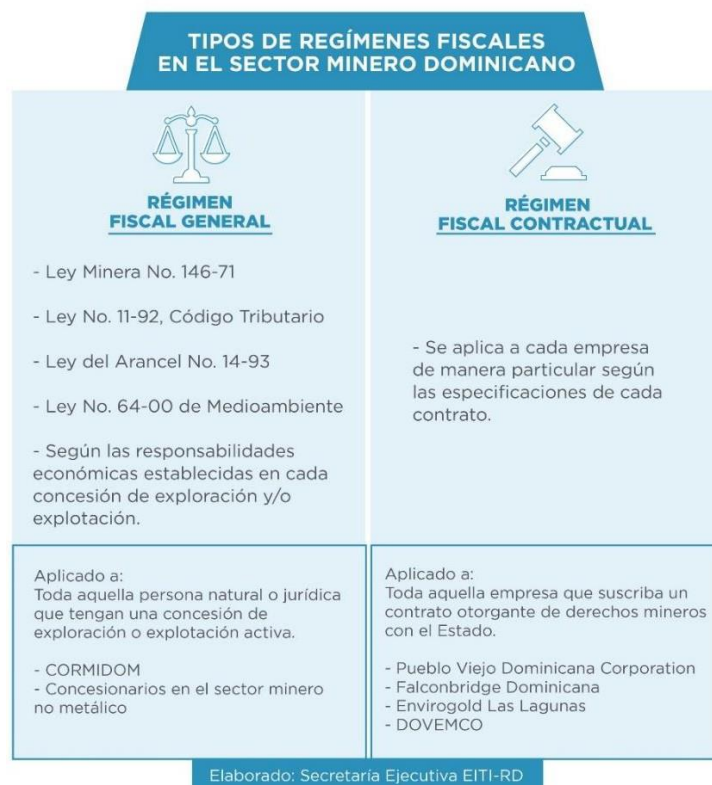 TIPOS DE REGÍMENES FISCALES
EN EL SECTOR MINERO DOMINICANO
RÉGIMEN
FISCAL GENERAL
- Ley Minera No. 146-71
- Ley No. 11-92, Código Tributario
- Ley del Arancel No. 14-93
- Ley No. 64-00 de Medioambiente
- Según las responsabilidades
económicas establecidas en cada
concesión de exploración y/o
explotación.
Aplicado a:
Toda aquella persona natural o jurídica
que tengan una concesión de
exploración o explotación activa.
- CORMIDOM
- Concesionarios en el sector minero
no metálico
RÉGIMEN
FISCAL CONTRACTUAL
- Se aplica a cada empresa
de manera particular según
las especificaciones de cada
contrato.
Aplicado a:
Toda aquella empresa que suscriba un
contrato otorgante de derechos mineros
con el Estado.
- Pueblo Viejo Dominicana Corporation
- Falconbridge Dominicana
- Envirogold Las Lagunas
- DOVEMCO
Elaborado: Secretaría Ejecutiva EITI-RD